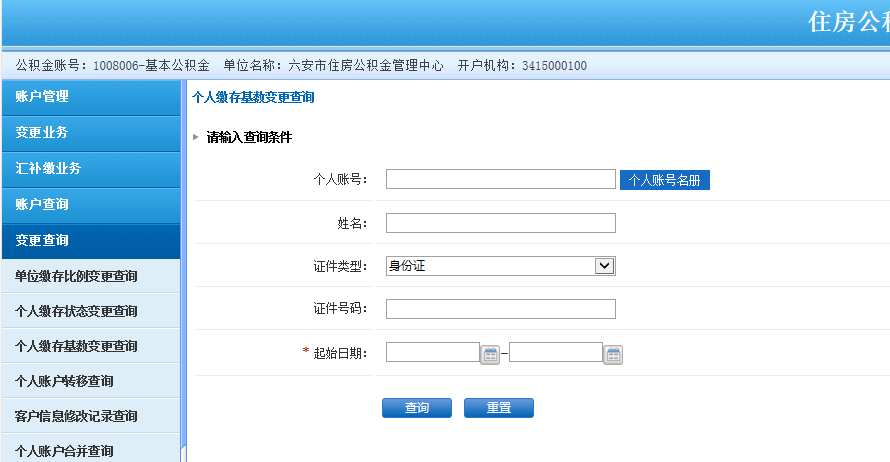 住房公积
公积金账号：1008006-基本公积金 单位名称：六安市住房公积金管理中心 开户机构：3415000100
账户管理
变更业务
汇补缴业务
账户查询
变更查询
单位缴存比例变更查询
个人缴存状态变更查询
个人缴存基数变更查询
个人账户转移查询
客户信息修改记录查询
个人账户合并查询
个人缴存基数变更查询
请输入查询条件
个人账号： 个人账号名册
姓名：
证件类型： 身份证
证件号码：
* 起始日期： –
查询 重置